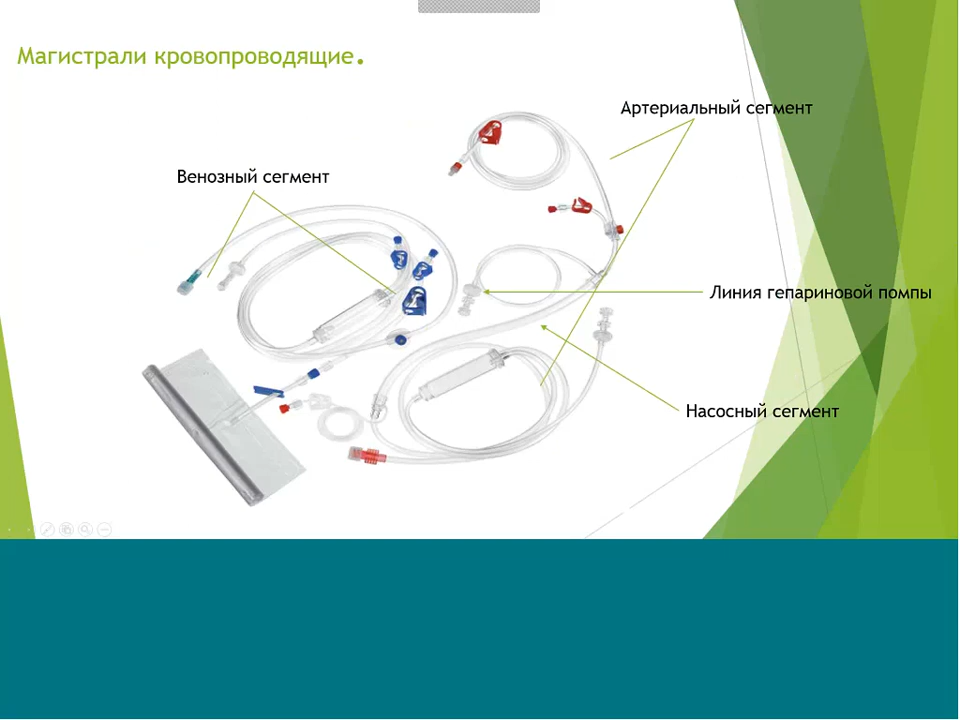 Магистрали кровопроводящие.
Артериальный сегмент
Венозный сегмент
Линия гепариновой помпы
Насосный сегмент